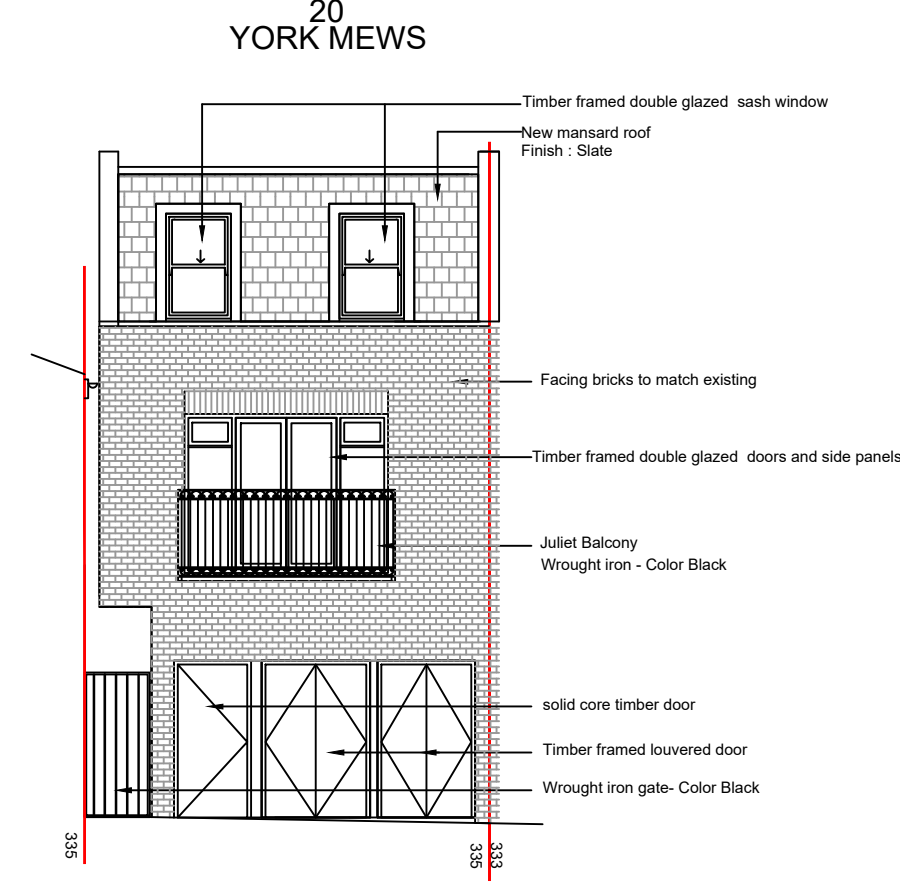 20
YORK MEWS
Timber framed double glazed sash window
New mansard roof
Finish : Slate
Facing bricks to match existing
Timber framed double glazed doors and side panels
Juliet Balcony
Wrought iron - Color Black
solid core timber door
Timber framed louvered door
Wrought iron gate- Color Black
335
335
333